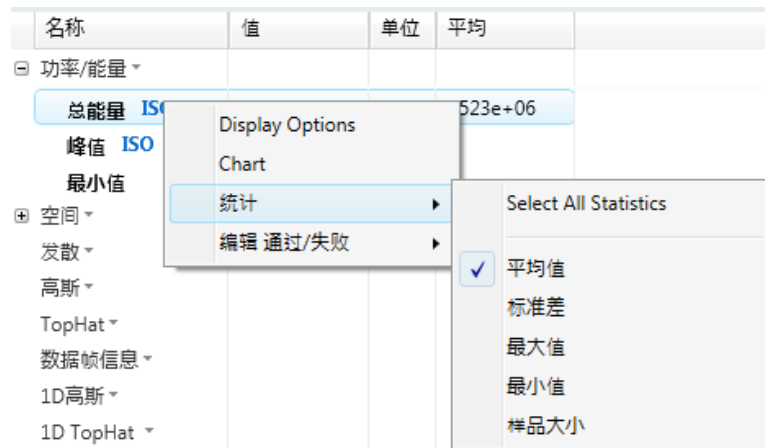 名称 值 单位 平均
功率/能量
总能量 523e+06
峰值 ISO
最小值
空间
发散
高斯
TopHat
数据帧信息
1D高斯
1D TopHat
Display Options
Chart
统计
编辑 通过/失败
Select All Statistics
平均值
标准差
最大值
最小值
样品大小